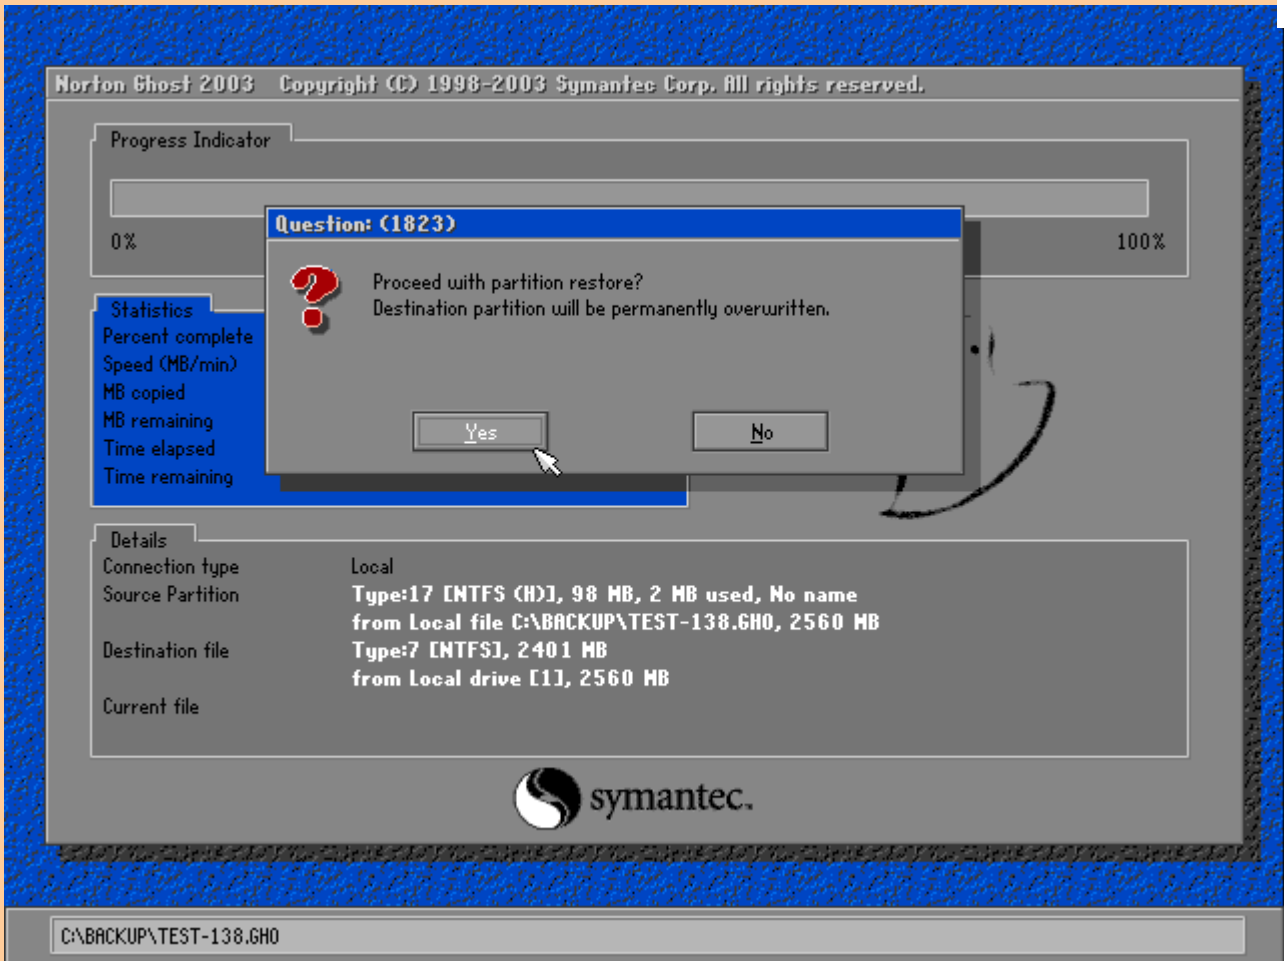 Norton Ghost 2003   Copyright (C) 1998-2003 Symantec Corp. All rights reserved.
Progress Indicator
0%
100%
Question: (1823)
Proceed with partition restore?
Destination partition will be permanently overwritten.
Yes
No
Statistics
Percent complete
Speed (MB/min)
MB copied
MB remaining
Time elapsed
Time remaining
Details
Connection type Local
Source Partition Type:17 [NTFS (H)], 98 MB, 2 MB used, No name
from Local file C:\BACKUP\TEST-138.GHO, 2560 MB
Destination file Type:7 [NTFS], 2401 MB
from Local drive [1], 2560 MB
Current file
symantec.
C:\BACKUP\TEST-138.GHO